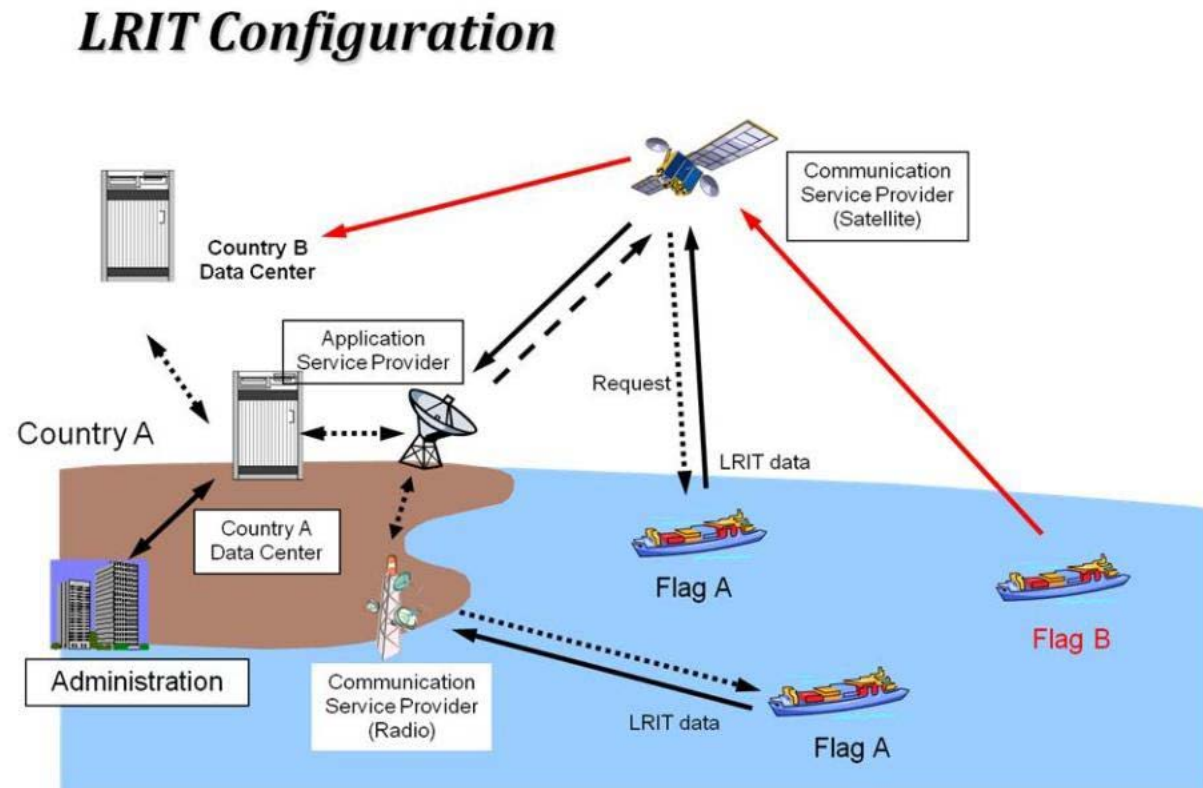 LRIT Configuration
Communication
Service Provider
(Satellite)
Country B
Data Center
Application
Service Provider
Request
Country A
LRIT data
Country A
Data Center
Flag A
Flag B
Administration
Communication
Service Provider
(Radio)
LRIT data
Flag A